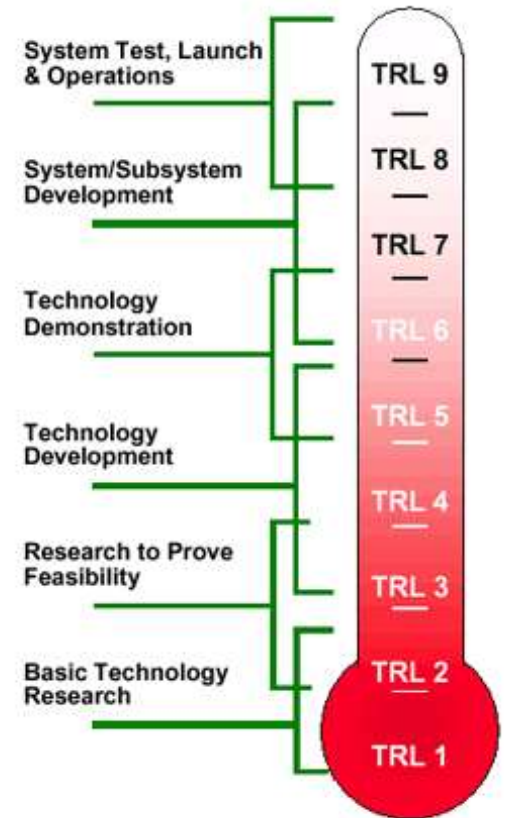 System Test, Launch
& Operations
System/Subsystem
Development
Technology
Demonstration
Technology
Development
Research to Prove
Feasibility
Basic Technology
Research
TRL 9
TRL 8
TRL 7
TRL 6
TRL 5
TRL 4
TRL 3
TRL 2
TRL 1